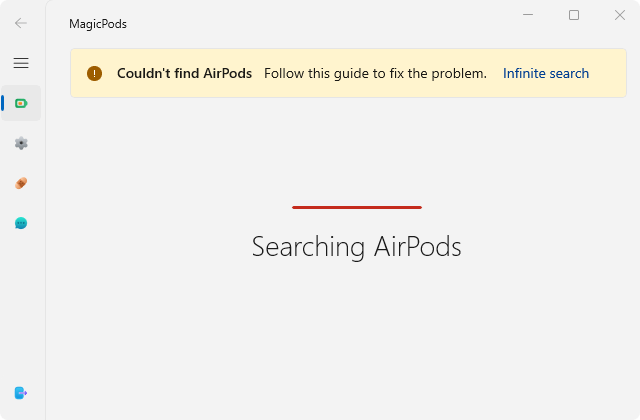 MagicPods
Couldn't find AirPods Follow this guide to fix the problem. Infinite search
Searching AirPods